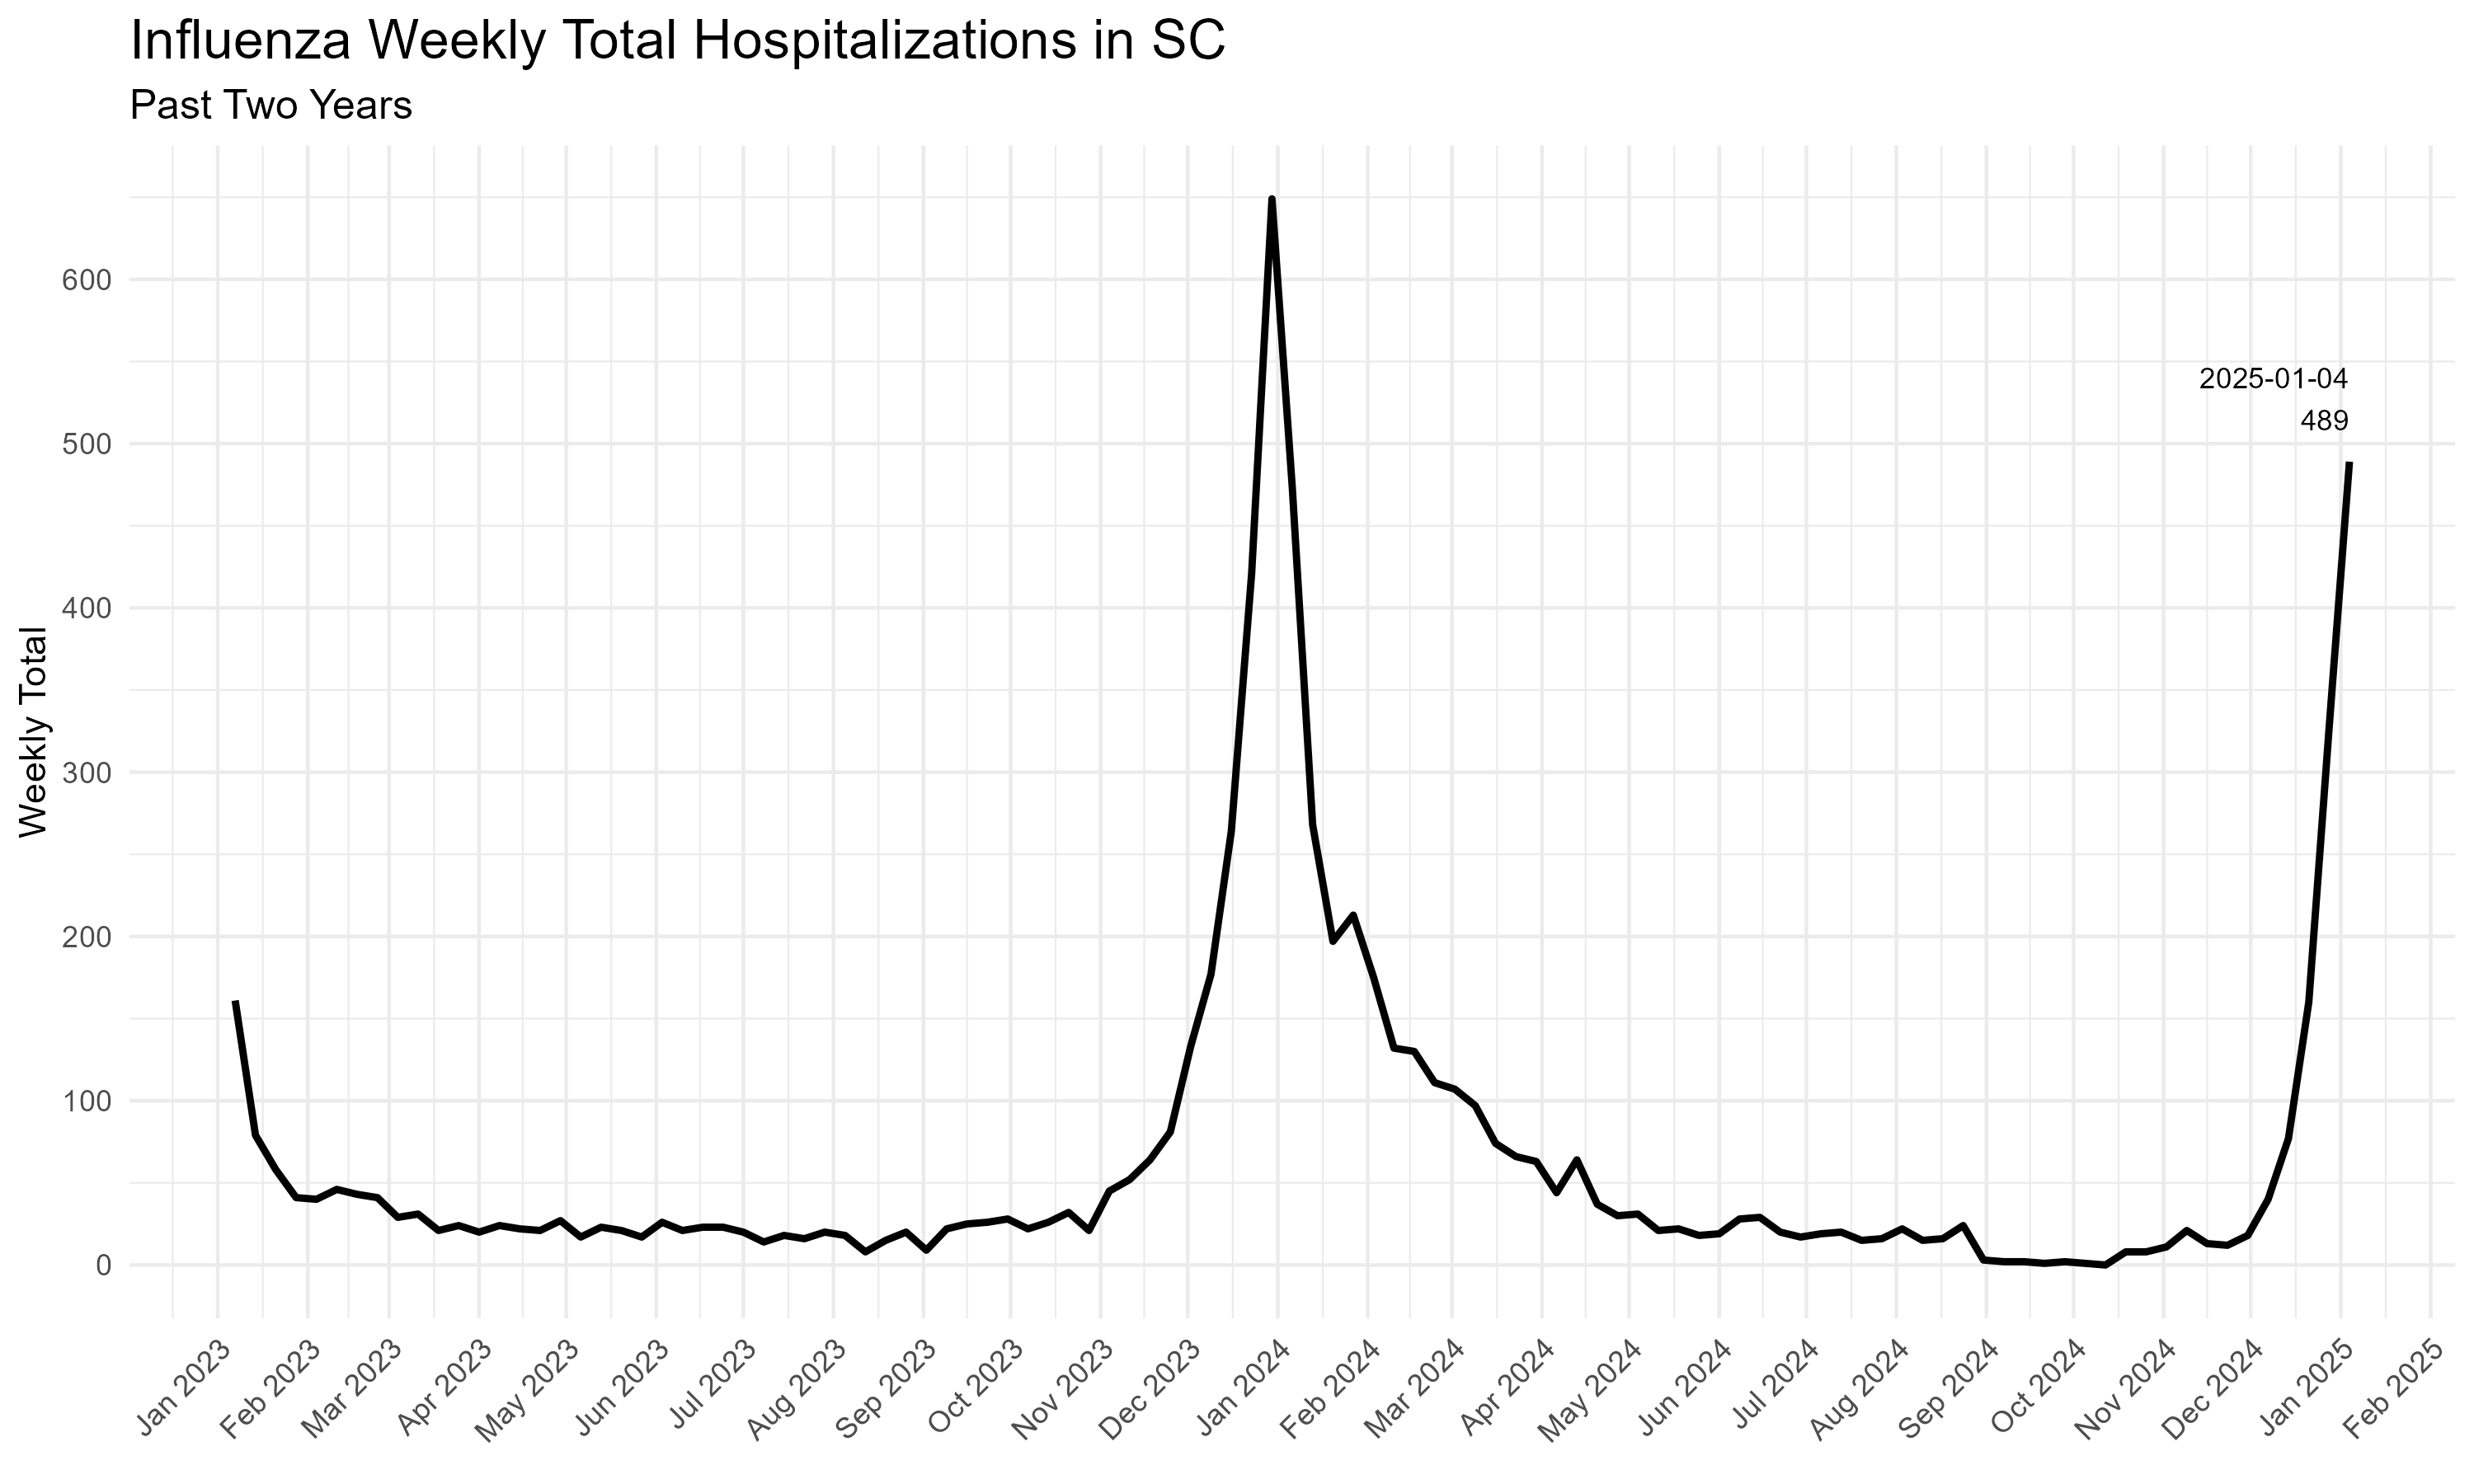 Influenza Weekly Total Hospitalizations in SC
Past Two Years
2025-01-04
489
Weekly Total
600
500
400
300
200
100
0
Jan 2023
Feb 2023
Mar 2023
Apr 2023
May 2023
Jun 2023
Jul 2023
Aug 2023
Sep 2023
Oct 2023
Nov 2023
Dec 2023
Jan 2024
Feb 2024
Mar 2024
Apr 2024
May 2024
Jun 2024
Jul 2024
Aug 2024
Sep 2024
Oct 2024
Nov 2024
Dec 2024
Jan 2025
Feb 2025